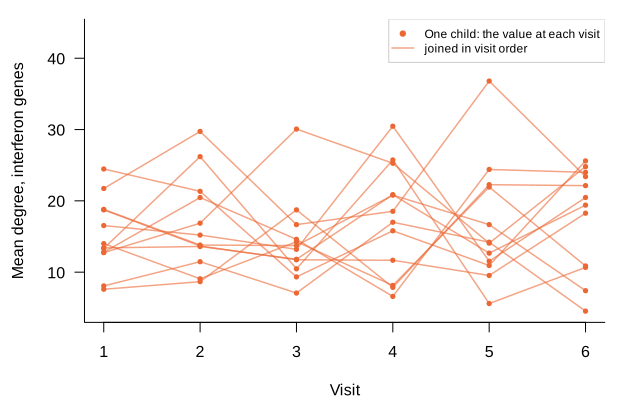 One child: the value at each visit
joined in visit order
Mean degree, interferon genes
40
30
20
10
1 2 3 4 5 6
Visit